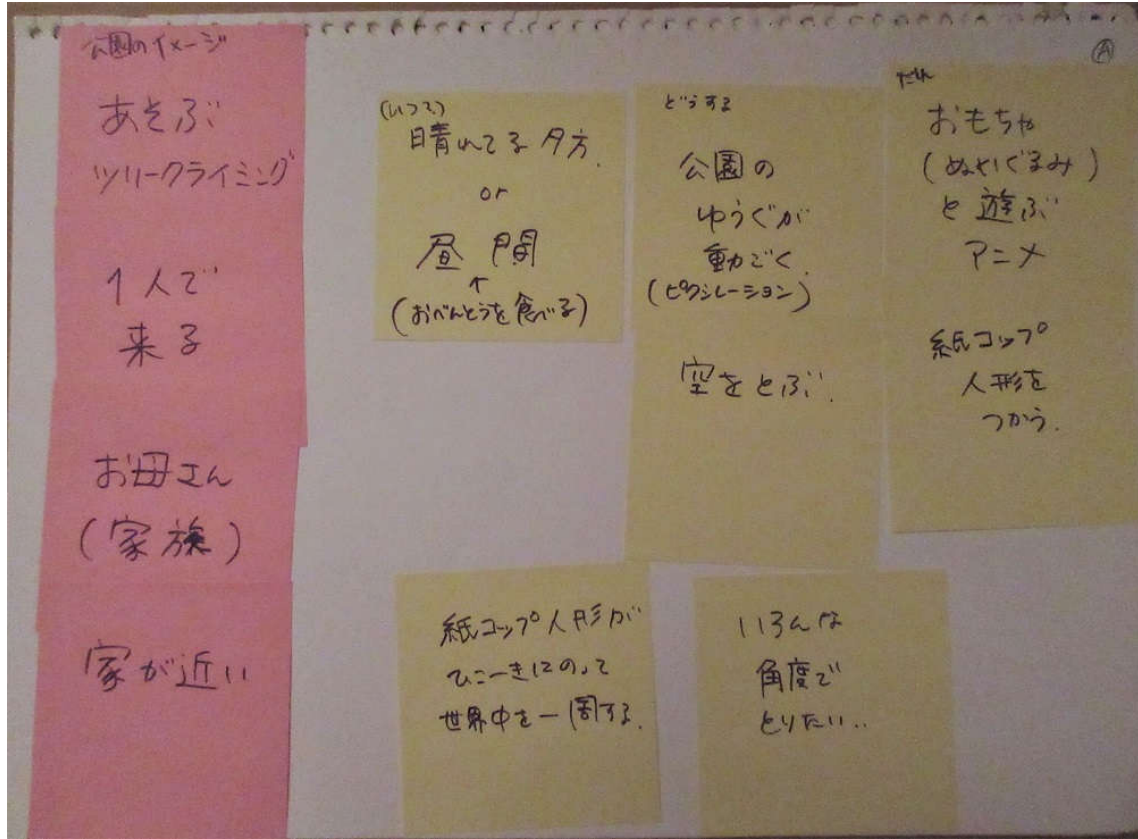 公園のイメージ
あそぶ
ツリークライミング
1人で
来る
お母さん
(家族)
家が近い
(いつ?)
晴れてる夕方.
or
昼間
↑
(おべんとうを食べる)
どうする
公園の
ゆうぐが
動ごく.
(ピクシレーション)
空をとぶ.
Ⓐ
だれ
おもちゃ
(ぬいぐるみ)
と遊ぶ
アニメ
紙コップ
人形を
つかう.
紙コップ人形が
ひこーきにのって
世界中を一周する.
いろんな
角度で
とりたい..